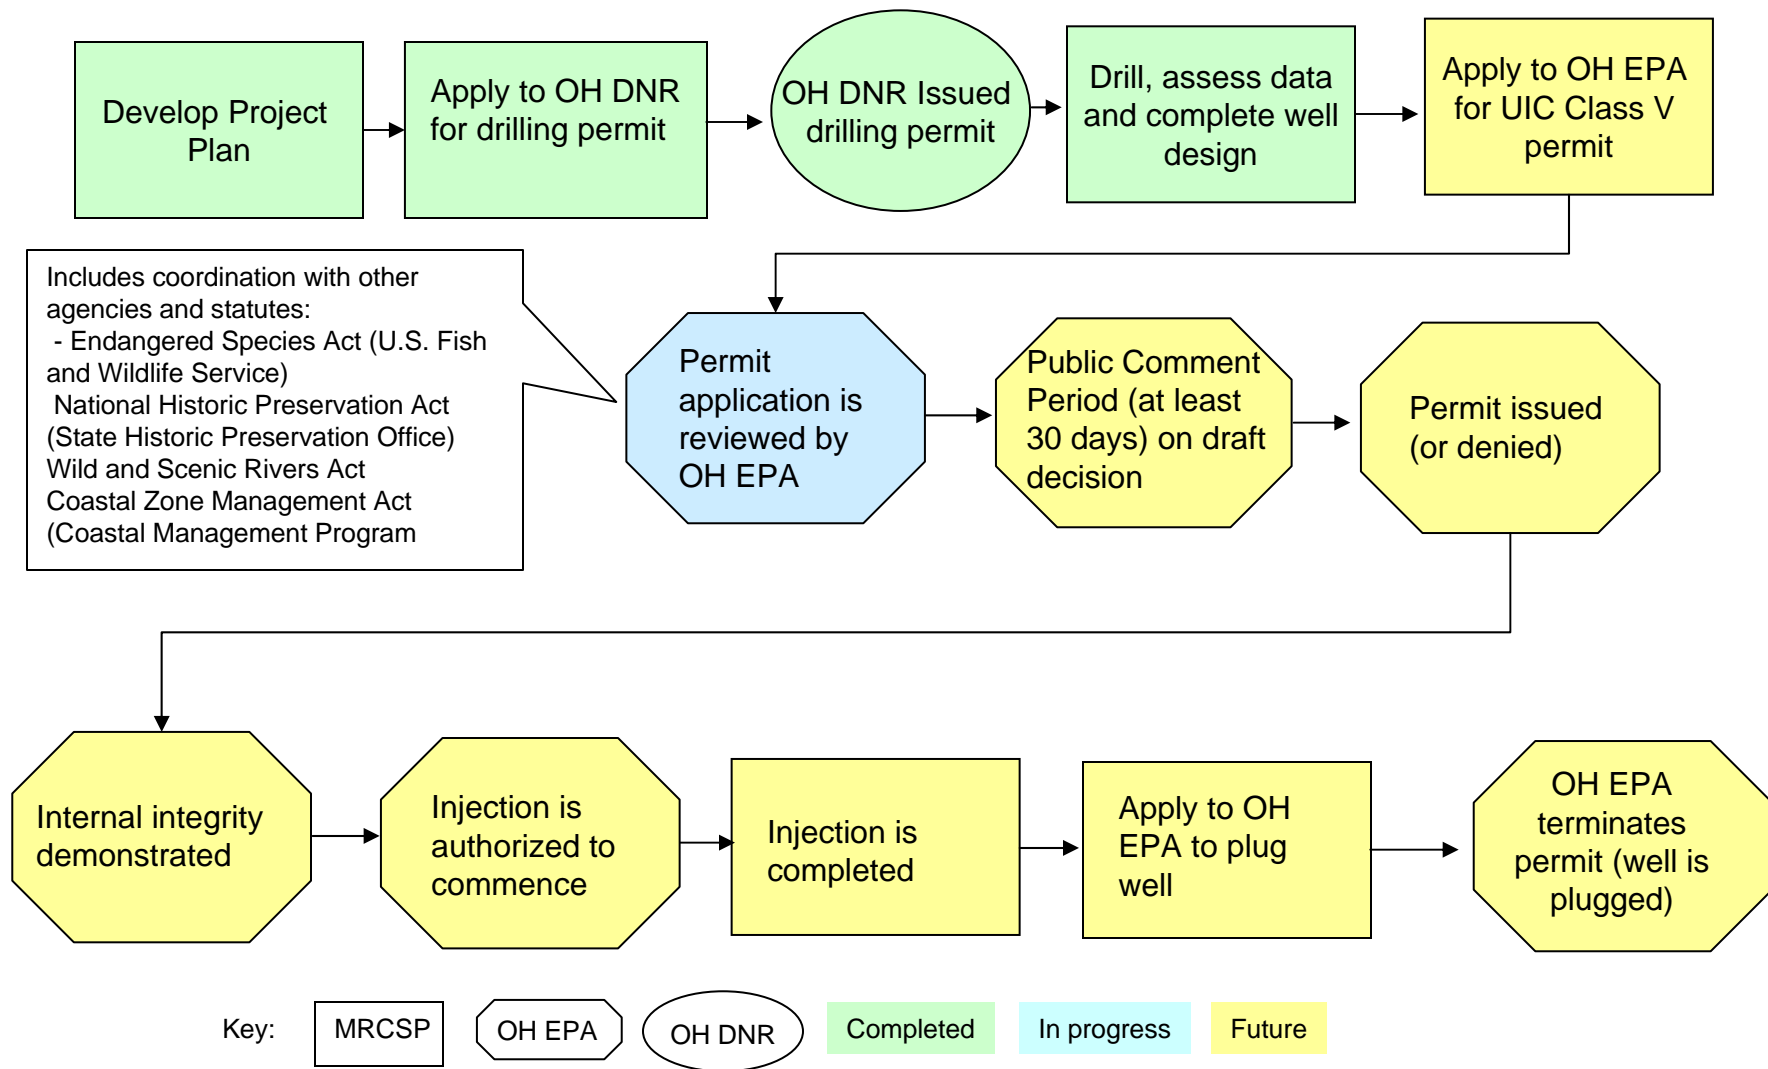 Develop Project
Plan
Apply to OH DNR
for drilling permit
OH DNR Issued
drilling permit
Drill, assess data
and complete well
design
Apply to OH EPA
for UIC Class V
permit
Includes coordination with other
agencies and statutes:
- Endangered Species Act (U.S. Fish
and Wildlife Service)
National Historic Preservation Act
(State Historic Preservation Office)
Wild and Scenic Rivers Act
Coastal Zone Management Act
(Coastal Management Program
Permit
application is
reviewed by
OH EPA
Public Comment
Period (at least
30 days) on draft
decision
Permit issued
(or denied)
Internal integrity
demonstrated
Injection is
authorized to
commence
Injection is
completed
Apply to OH
EPA to plug
well
OH EPA
terminates
permit (well is
plugged)
Key:
MRCSP
OH EPA
OH DNR
Completed
In progress
Future